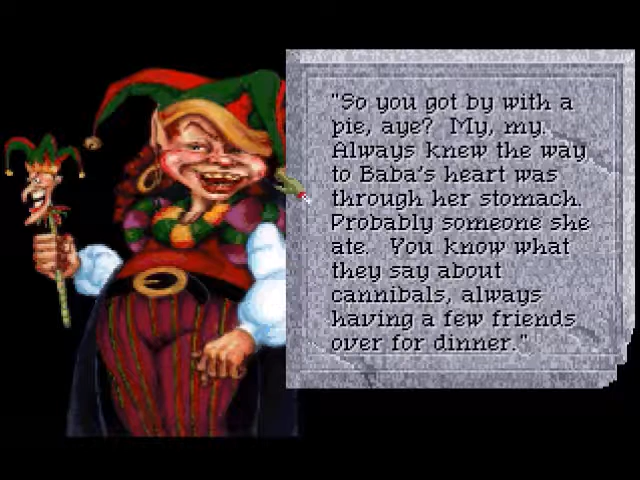 "So you got by with a
pie, aye?  My, my.
Always knew the way
to Baba's heart was
through her stomach.
Probably someone she
ate.  You know what
they say about
cannibals, always
having a few friends
over for dinner."